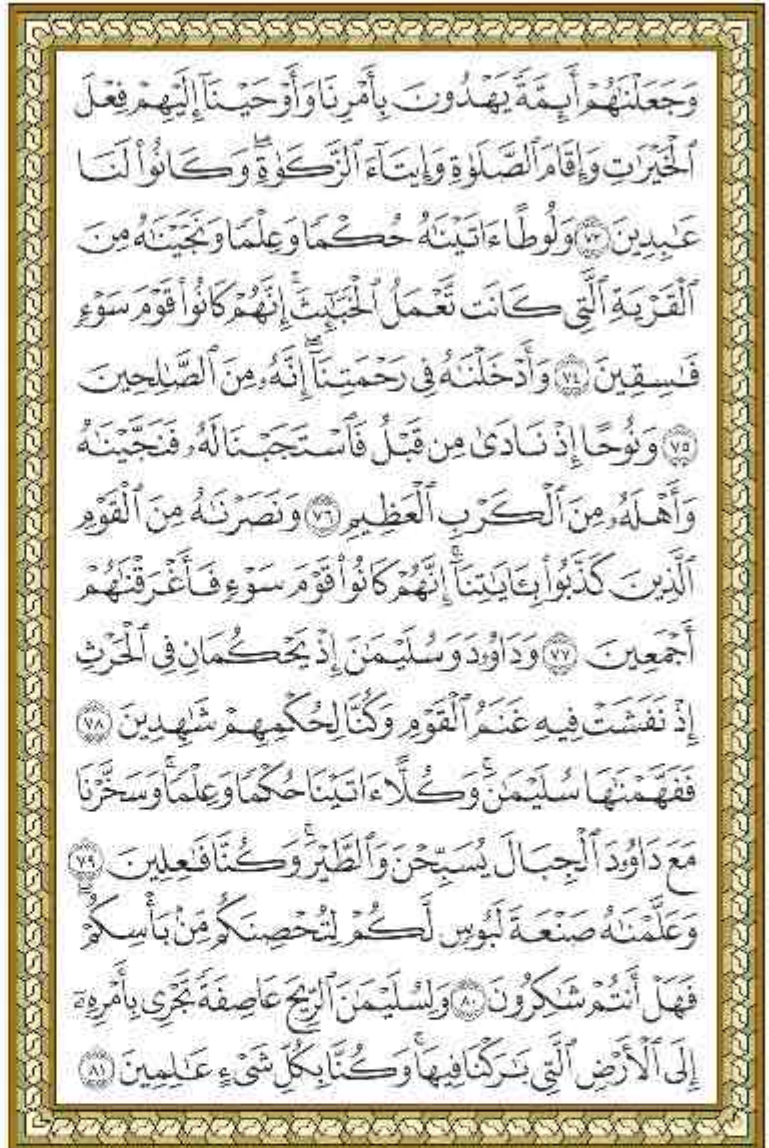 وَجَعَلْنَٰهُمْ أَئِمَّةً يَهْدُونَ بِأَمْرِنَا وَأَوْحَيْنَآ إِلَيْهِمْ فِعْلَ
ٱلْخَيْرَٰتِ وَإِقَامَ ٱلصَّلَوٰةِ وَإِيتَآءَ ٱلزَّكَوٰةِ ۖ وَكَانُوا۟ لَنَا
عَٰبِدِينَ ٧٣ وَلُوطًا ءَاتَيْنَٰهُ حُكْمًا وَعِلْمًا وَنَجَّيْنَٰهُ مِنَ
ٱلْقَرْيَةِ ٱلَّتِى كَانَت تَّعْمَلُ ٱلْخَبَٰٓئِثَ ۗ إِنَّهُمْ كَانُوا۟ قَوْمَ سَوْءٍ
فَٰسِقِينَ ٧٤ وَأَدْخَلْنَٰهُ فِى رَحْمَتِنَآ ۖ إِنَّهُۥ مِنَ ٱلصَّٰلِحِينَ
٧٥ وَنُوحًا إِذْ نَادَىٰ مِن قَبْلُ فَٱسْتَجَبْنَا لَهُۥ فَنَجَّيْنَٰهُ
وَأَهْلَهُۥ مِنَ ٱلْكَرْبِ ٱلْعَظِيمِ ٧٦ وَنَصَرْنَٰهُ مِنَ ٱلْقَوْمِ
ٱلَّذِينَ كَذَّبُوا۟ بِـَٔايَٰتِنَآ ۚ إِنَّهُمْ كَانُوا۟ قَوْمَ سَوْءٍ فَأَغْرَقْنَٰهُمْ
أَجْمَعِينَ ٧٧ وَدَاوُۥدَ وَسُلَيْمَٰنَ إِذْ يَحْكُمَانِ فِى ٱلْحَرْثِ
إِذْ نَفَشَتْ فِيهِ غَنَمُ ٱلْقَوْمِ وَكُنَّا لِحُكْمِهِمْ شَٰهِدِينَ ٧٨
فَفَهَّمْنَٰهَا سُلَيْمَٰنَ ۚ وَكُلًّا ءَاتَيْنَا حُكْمًا وَعِلْمًا ۚ وَسَخَّرْنَا
مَعَ دَاوُۥدَ ٱلْجِبَالَ يُسَبِّحْنَ وَٱلطَّيْرَ ۚ وَكُنَّا فَٰعِلِينَ ٧٩
وَعَلَّمْنَٰهُ صَنْعَةَ لَبُوسٍ لَّكُمْ لِتُحْصِنَكُم مِّنۢ بَأْسِكُمْ ۖ
فَهَلْ أَنتُمْ شَٰكِرُونَ ٨٠ وَلِسُلَيْمَٰنَ ٱلرِّيحَ عَاصِفَةً تَجْرِى بِأَمْرِهِۦٓ
إِلَى ٱلْأَرْضِ ٱلَّتِى بَٰرَكْنَا فِيهَا ۚ وَكُنَّا بِكُلِّ شَىْءٍ عَٰلِمِينَ ٨١